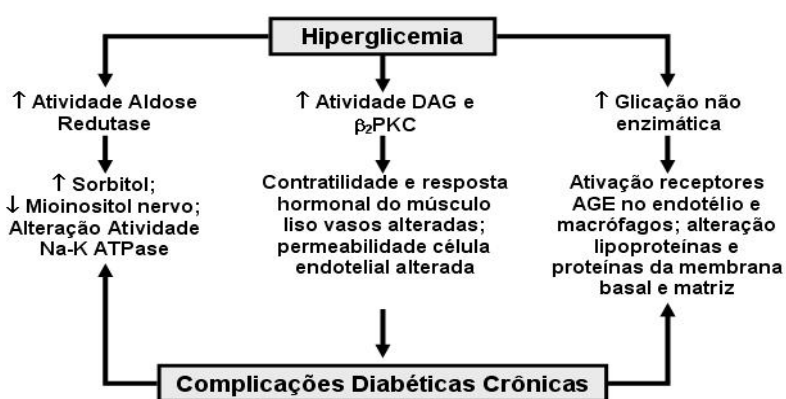 Hiperglicemia
↑ Atividade Aldose
Redutase
↑ Sorbitol;
↓ Mioinositol nervo;
Alteração Atividade
Na-K ATPase
↑ Atividade DAG e
β₂PKC
Contratilidade e resposta
hormonal do músculo
liso vasos alteradas;
permeabilidade célula
endotelial alterada
↑ Glicação não
enzimática
Ativação receptores
AGE no endotélio e
macrófagos; alteração
lipoproteínas e
proteínas da membrana
basal e matriz
Complicações Diabéticas Crônicas